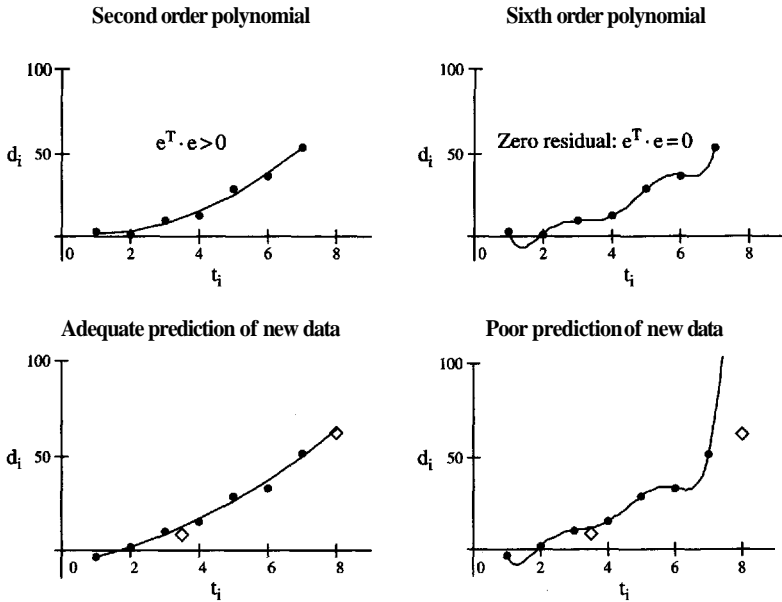 Second order polynomial
100
d_i
50
e^T · e > 0
0 2 4 6 8
t_i
Sixth order polynomial
100
d_i
50
Zero residual: e^T · e = 0
0 2 4 6 8
t_i
Adequate prediction of new data
100
d_i
50
0 2 4 6 8
t_i
Poor prediction of new data
100
d_i
50
0 2 4 6 8
t_i